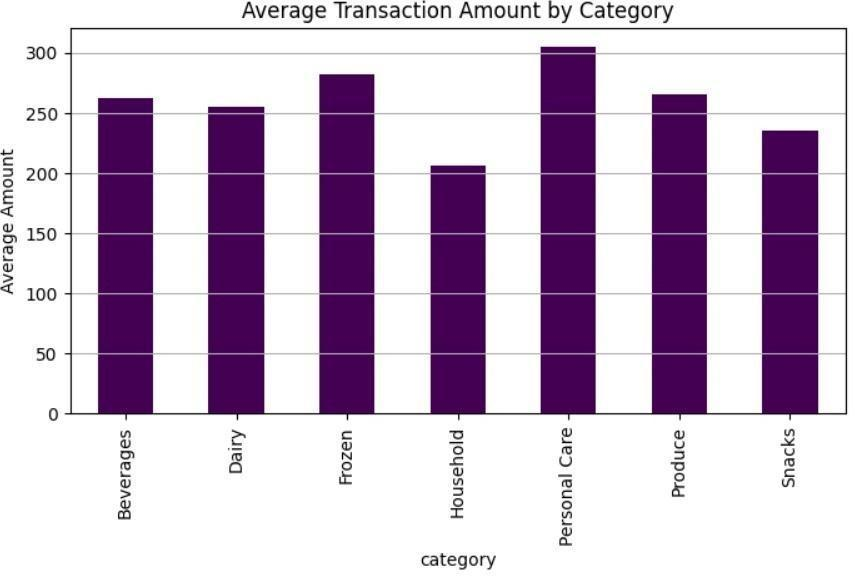 Average Transaction Amount by Category
Average Amount
300
250
200
150
100
50
0
Beverages
Dairy
Frozen
Household
Personal Care
Produce
Snacks
category